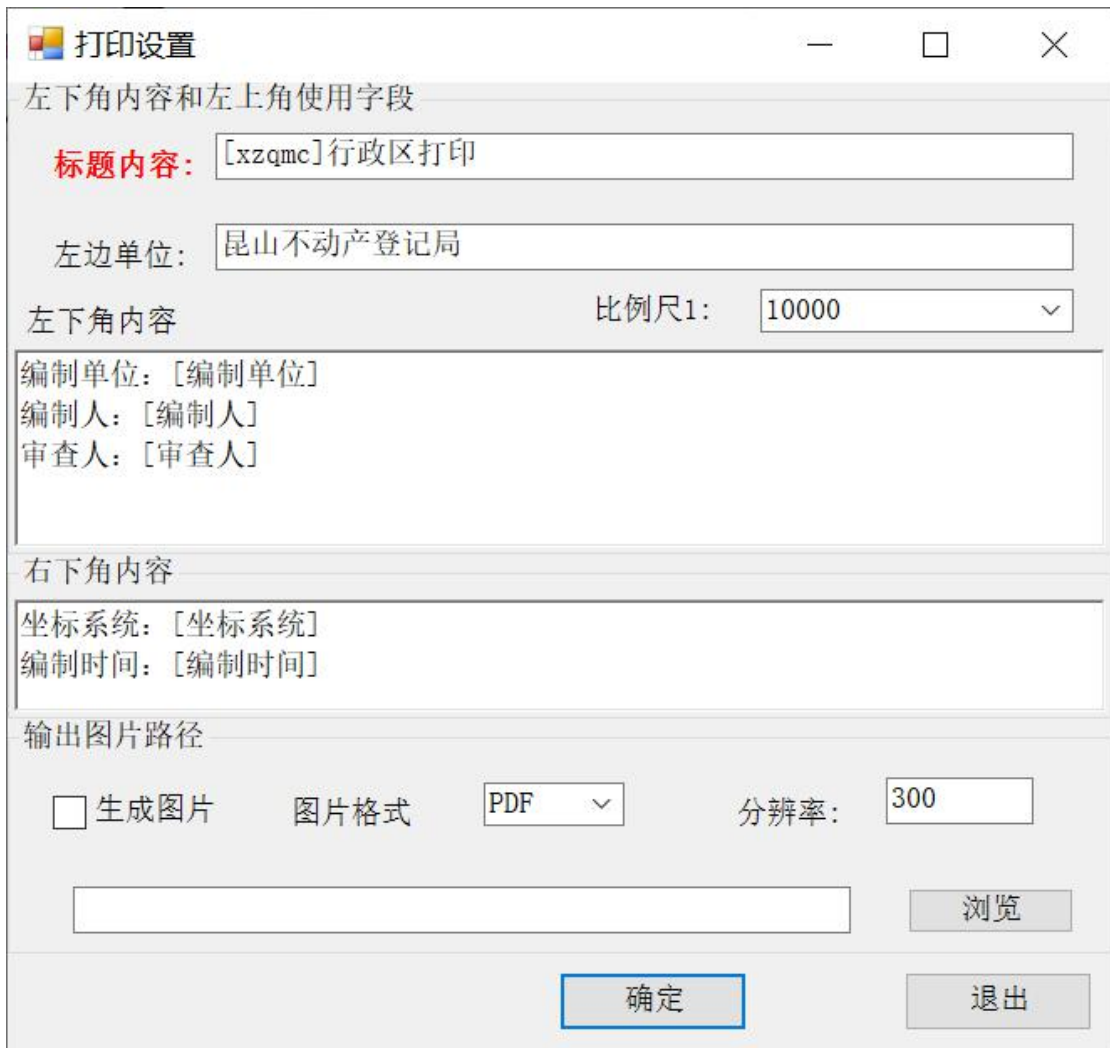 打印设置
左下角内容和左上角使用字段
标题内容: [xzqmc]行政区打印
左边单位: 昆山不动产登记局
左下角内容 比例尺1: 10000
编制单位：[编制单位]
编制人：[编制人]
审查人：[审查人]
右下角内容
坐标系统：[坐标系统]
编制时间：[编制时间]
输出图片路径
生成图片 图片格式 PDF 分辨率: 300
浏览
确定 退出